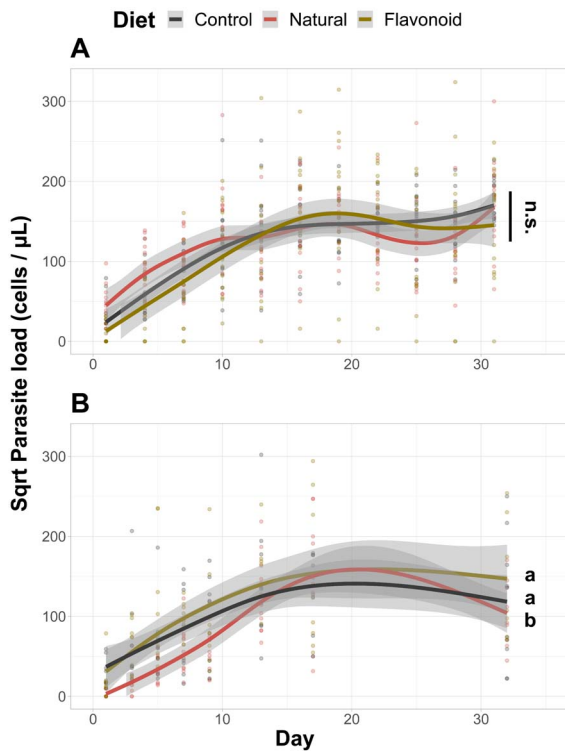 Diet Control Natural Flavonoid
A
300
200
100
0
n.s.
0 10 20 30
Sqrt Parasite load (cells / μL)
B
300
200
100
0
a
a
b
0 10 20 30
Day